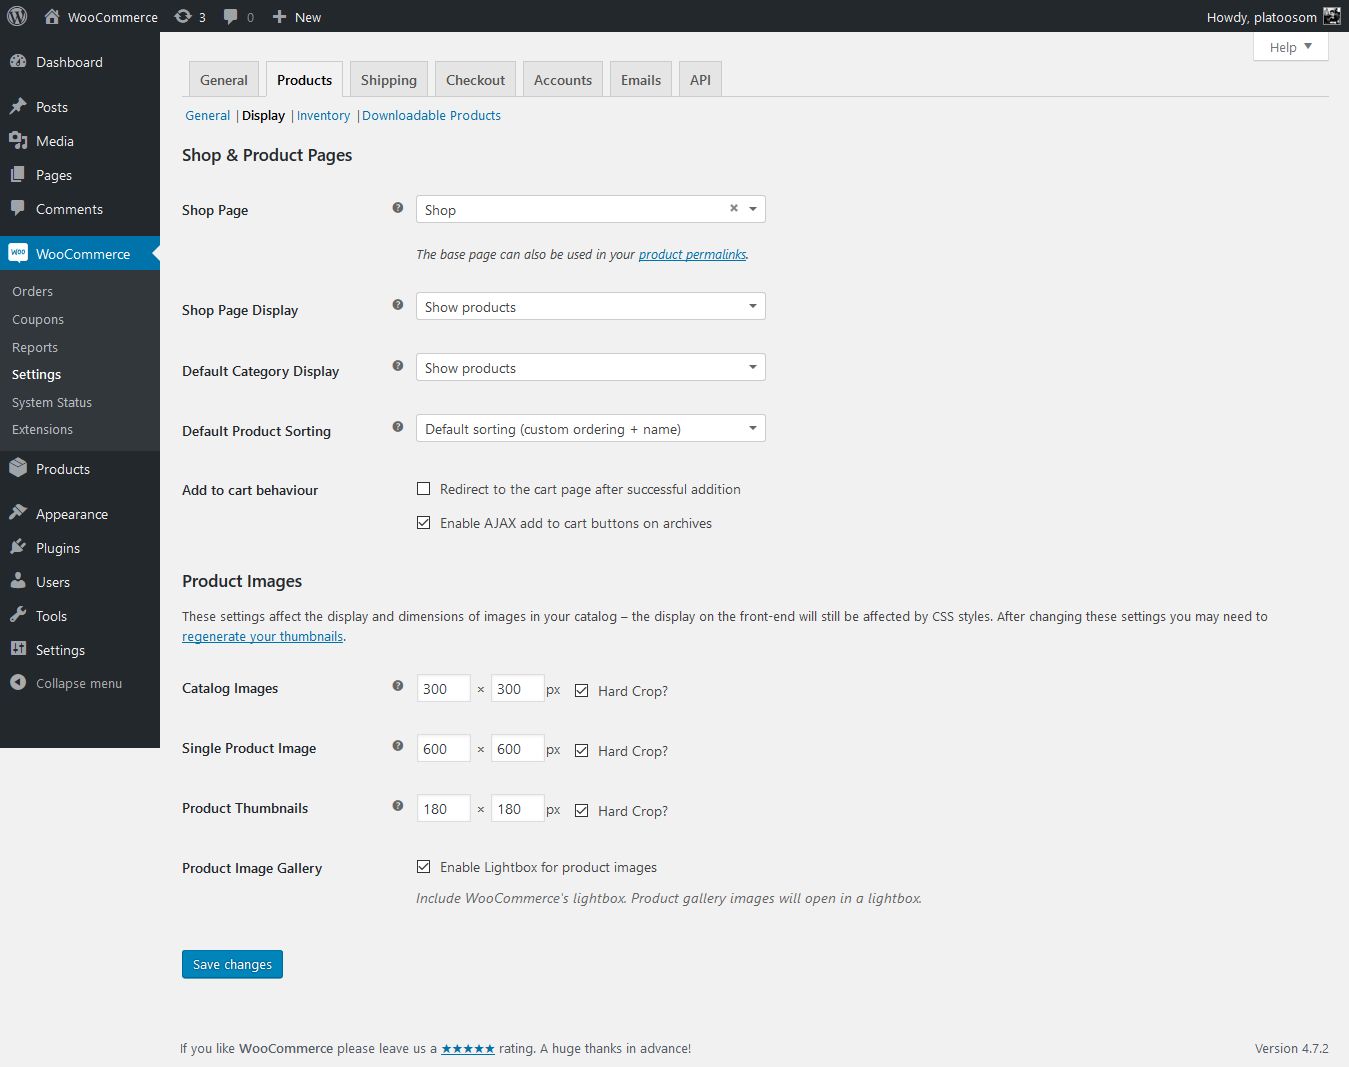 WooCommerce 3 0 New Howdy, platoosom
Help
Dashboard
Posts
Media
Pages
Comments
woo WooCommerce
Orders
Coupons
Reports
Settings
System Status
Extensions
Products
Appearance
Plugins
Users
Tools
Settings
Collapse menu
General Products Shipping Checkout Accounts Emails API
General | Display | Inventory | Downloadable Products
Shop & Product Pages
Shop Page ? Shop × 
The base page can also be used in your product permalinks.
Shop Page Display ? Show products
Default Category Display ? Show products
Default Product Sorting ? Default sorting (custom ordering + name)
Add to cart behaviour Redirect to the cart page after successful addition
Enable AJAX add to cart buttons on archives
Product Images
These settings affect the display and dimensions of images in your catalog – the display on the front-end will still be affected by CSS styles. After changing these settings you may need to
regenerate your thumbnails.
Catalog Images ? 300 × 300 px Hard Crop?
Single Product Image ? 600 × 600 px Hard Crop?
Product Thumbnails ? 180 × 180 px Hard Crop?
Product Image Gallery Enable Lightbox for product images
Include WooCommerce's lightbox. Product gallery images will open in a lightbox.
Save changes
If you like WooCommerce please leave us a ★★★★★ rating. A huge thanks in advance! Version 4.7.2